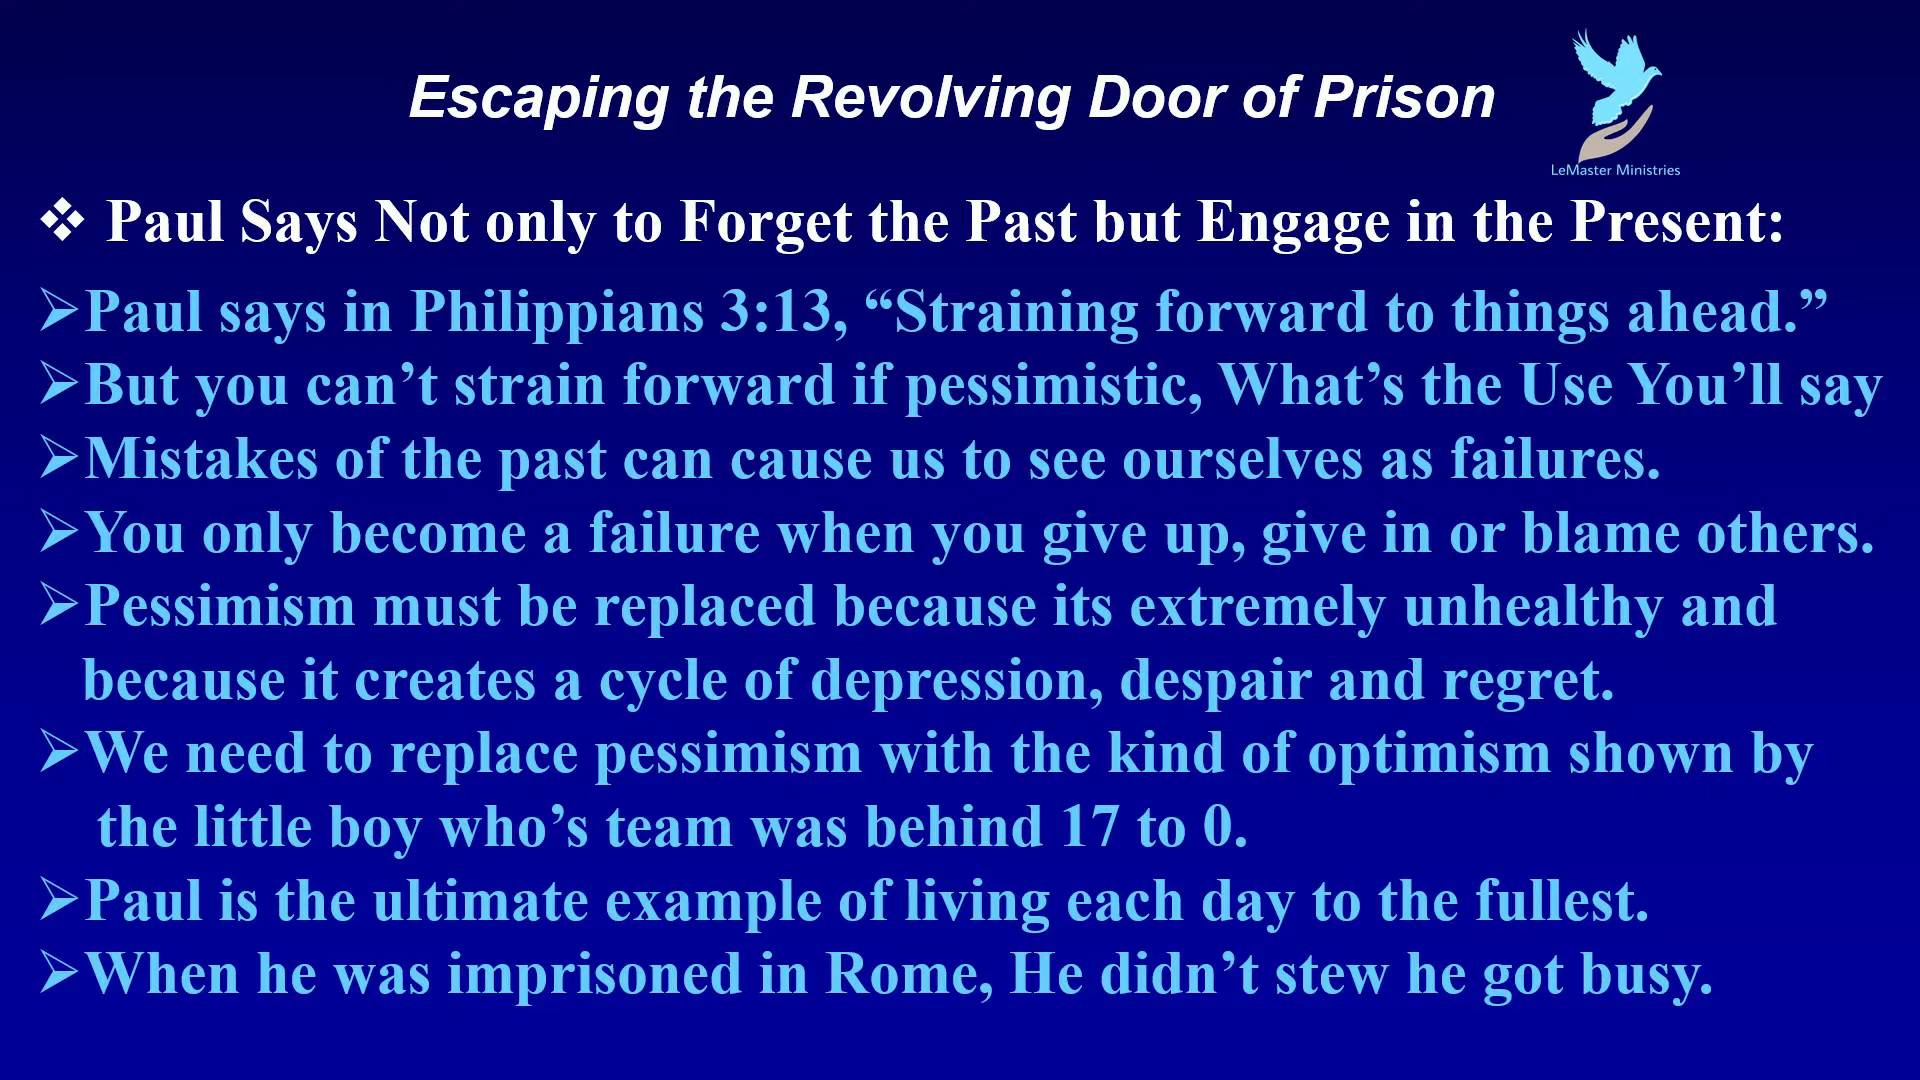 Escaping the Revolving Door of Prison
LeMaster Ministries
❖ Paul Says Not only to Forget the Past but Engage in the Present:
➢Paul says in Philippians 3:13, “Straining forward to things ahead.”
➢But you can’t strain forward if pessimistic, What’s the Use You’ll say
➢Mistakes of the past can cause us to see ourselves as failures.
➢You only become a failure when you give up, give in or blame others.
➢Pessimism must be replaced because its extremely unhealthy and
because it creates a cycle of depression, despair and regret.
➢We need to replace pessimism with the kind of optimism shown by
the little boy who’s team was behind 17 to 0.
➢Paul is the ultimate example of living each day to the fullest.
➢When he was imprisoned in Rome, He didn’t stew he got busy.